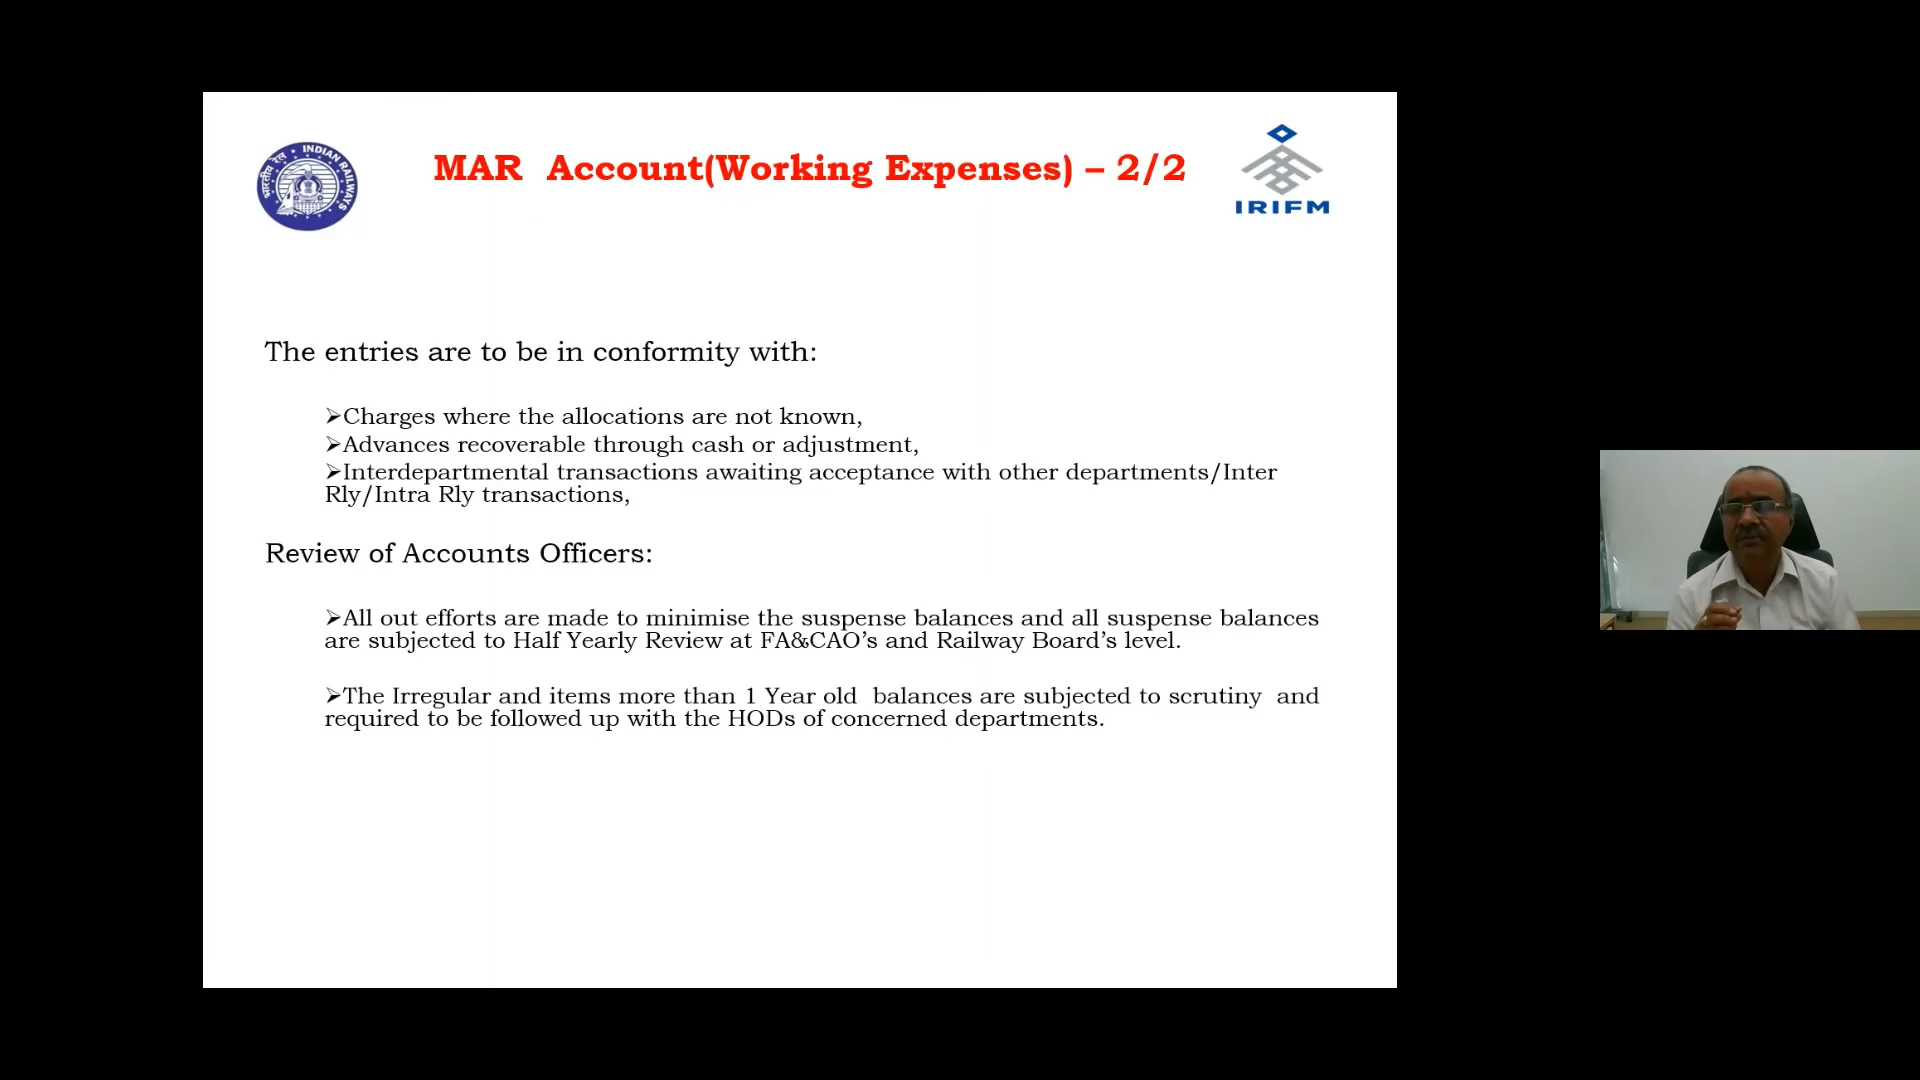 भारतीय रेल • INDIAN RAILWAYS
MAR Account(Working Expenses) – 2/2
IRIFM
The entries are to be in conformity with:
➢Charges where the allocations are not known,
➢Advances recoverable through cash or adjustment,
➢Interdepartmental transactions awaiting acceptance with other departments/Inter
Rly/Intra Rly transactions,
Review of Accounts Officers:
➢All out efforts are made to minimise the suspense balances and all suspense balances
are subjected to Half Yearly Review at FA&CAO’s and Railway Board’s level.
➢The Irregular and items more than 1 Year old balances are subjected to scrutiny and
required to be followed up with the HODs of concerned departments.